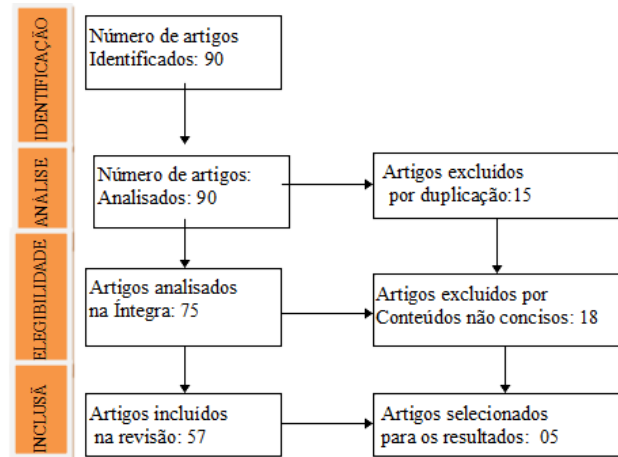 IDENTIFICAÇÃO
Número de artigos
Identificados: 90
ANÀLISE
Número de artigos:
Analisados: 90
Artigos excluídos
por duplicação:15
ELEGIBILIDADE
Artigos analisados
na Íntegra: 75
Artigos excluídos por
Conteúdos não concisos: 18
INCLUSÃ
Artigos incluídos
na revisão: 57
Artigos selecionados
para os resultados: 05